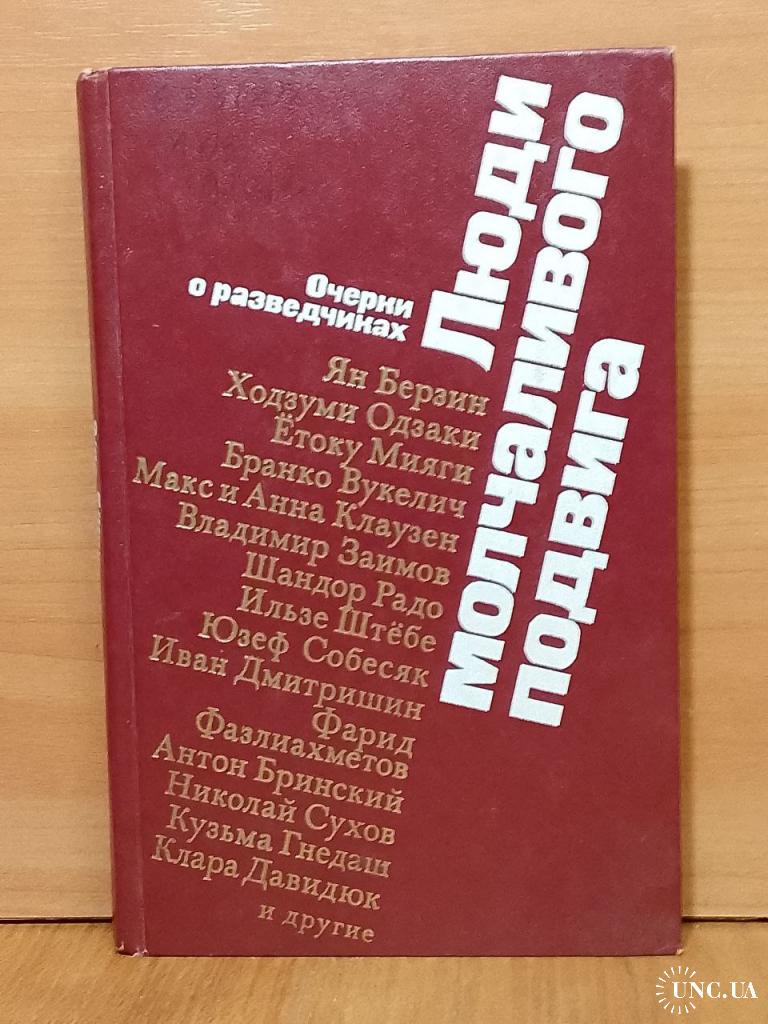 Люди
молчаливого
подвига
Очерки
о разведчиках
Ян Берзин
Ходзуми Одзаки
Ётоку Мияги
Бранко Вукелич
Макс и Анна Клаузен
Владимир Заимов
Шандор Радо
Ильзе Штёбе
Юзеф Собесяк
Иван Дмитришин
Фарид
Фазлиахметов
Антон Бринский
Николай Сухов
Кузьма Гнедаш
Клара Давидюк
и другие
UNC.UA